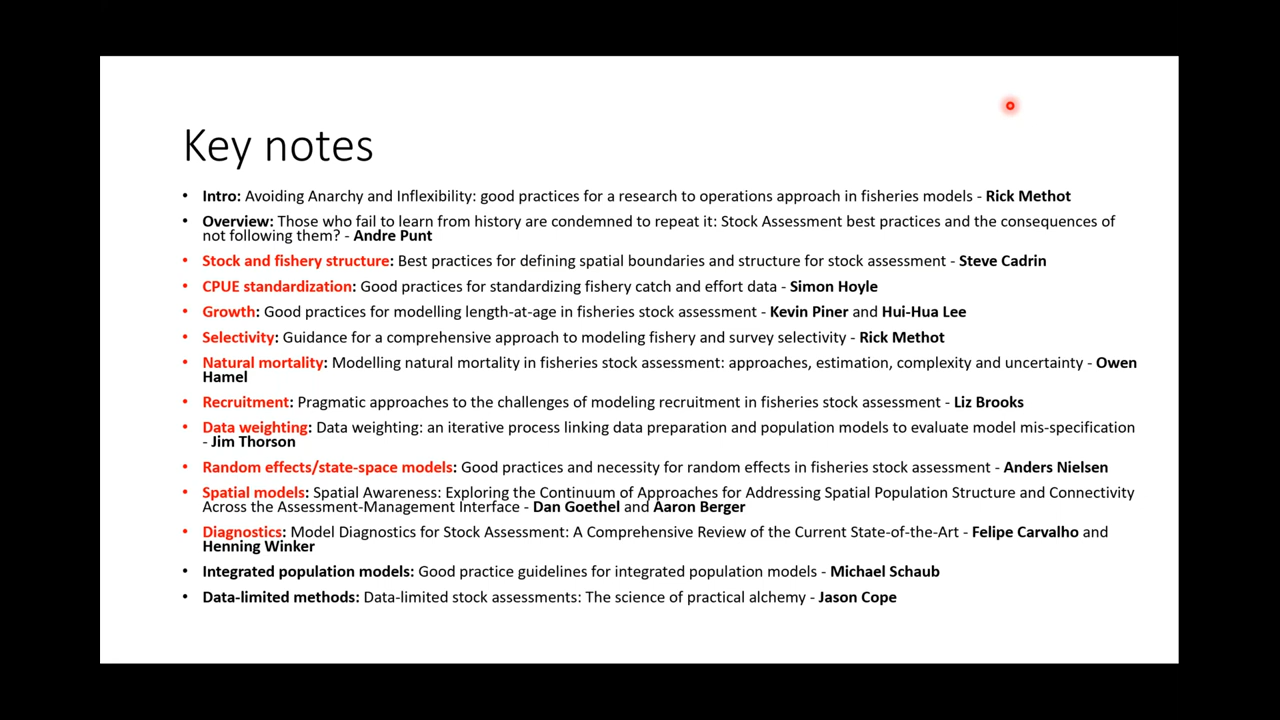 Key notes
• Intro: Avoiding Anarchy and Inflexibility: good practices for a research to operations approach in fisheries models - Rick Methot
• Overview: Those who fail to learn from history are condemned to repeat it: Stock Assessment best practices and the consequences of
not following them? - Andre Punt
• Stock and fishery structure: Best practices for defining spatial boundaries and structure for stock assessment - Steve Cadrin
• CPUE standardization: Good practices for standardizing fishery catch and effort data - Simon Hoyle
• Growth: Good practices for modelling length-at-age in fisheries stock assessment - Kevin Piner and Hui-Hua Lee
• Selectivity: Guidance for a comprehensive approach to modeling fishery and survey selectivity - Rick Methot
• Natural mortality: Modelling natural mortality in fisheries stock assessment: approaches, estimation, complexity and uncertainty - Owen
Hamel
• Recruitment: Pragmatic approaches to the challenges of modeling recruitment in fisheries stock assessment - Liz Brooks
• Data weighting: Data weighting: an iterative process linking data preparation and population models to evaluate model mis-specification
- Jim Thorson
• Random effects/state-space models: Good practices and necessity for random effects in fisheries stock assessment - Anders Nielsen
• Spatial models: Spatial Awareness: Exploring the Continuum of Approaches for Addressing Spatial Population Structure and Connectivity
Across the Assessment-Management Interface - Dan Goethel and Aaron Berger
• Diagnostics: Model Diagnostics for Stock Assessment: A Comprehensive Review of the Current State-of-the-Art - Felipe Carvalho and
Henning Winker
• Integrated population models: Good practice guidelines for integrated population models - Michael Schaub
• Data-limited methods: Data-limited stock assessments: The science of practical alchemy - Jason Cope